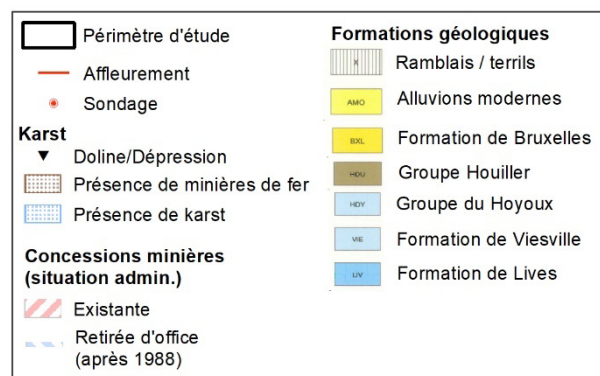 Périmètre d'étude
Affleurement
Sondage
Karst
Doline/Dépression
Présence de minières de fer
Présence de karst
Concessions minières
(situation admin.)
Existante
Retirée d'office
(après 1988)
Formations géologiques
X Ramblais / terrils
AMO Alluvions modernes
BXL Formation de Bruxelles
HOU Groupe Houiller
HDY Groupe du Hoyoux
VIE Formation de Viesville
LIV Formation de Lives